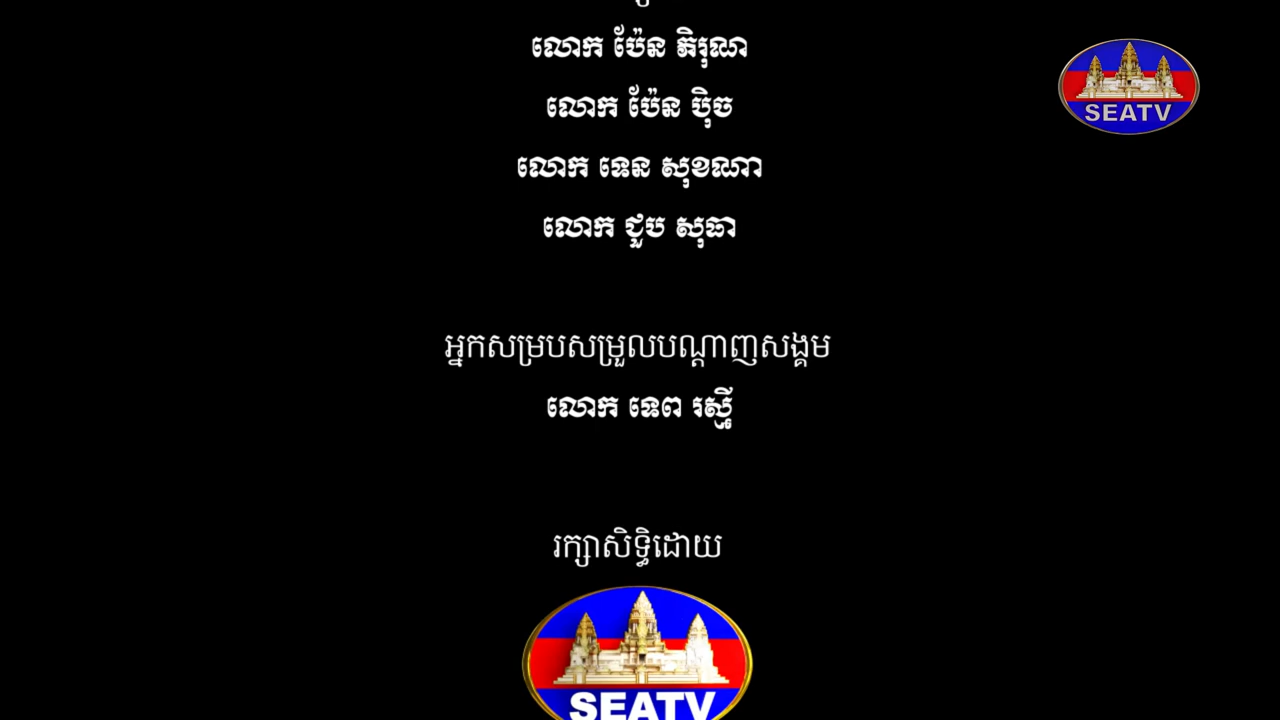 លោក ប៉ែន ភិរុណ
លោក ប៉ែន ប៉ិច
លោក ទេន សុខណា
លោក ជួប សុធា
អ្នកសម្របសម្រួលបណ្តាញសង្គម
លោក ទេព រស្មី
រក្សាសិទ្ធិដោយ
SEATV
SEATV